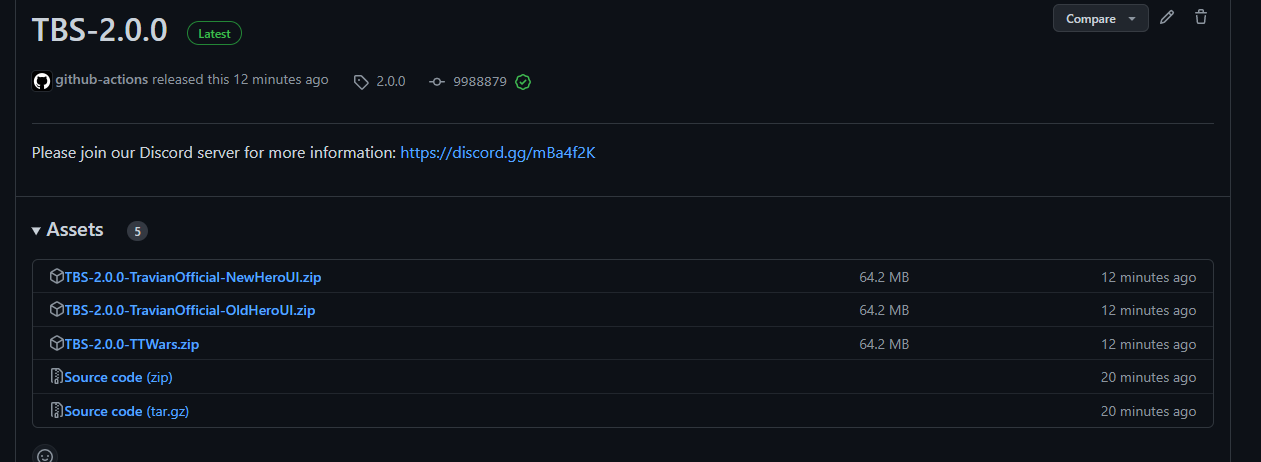 TBS-2.0.0 Latest Compare
github-actions released this 12 minutes ago 2.0.0 9988879
Please join our Discord server for more information: https://discord.gg/mBa4f2K
Assets 5
TBS-2.0.0-TravianOfficial-NewHeroUI.zip 64.2 MB 12 minutes ago
TBS-2.0.0-TravianOfficial-OldHeroUI.zip 64.2 MB 12 minutes ago
TBS-2.0.0-TTWars.zip 64.2 MB 12 minutes ago
Source code (zip) 20 minutes ago
Source code (tar.gz) 20 minutes ago